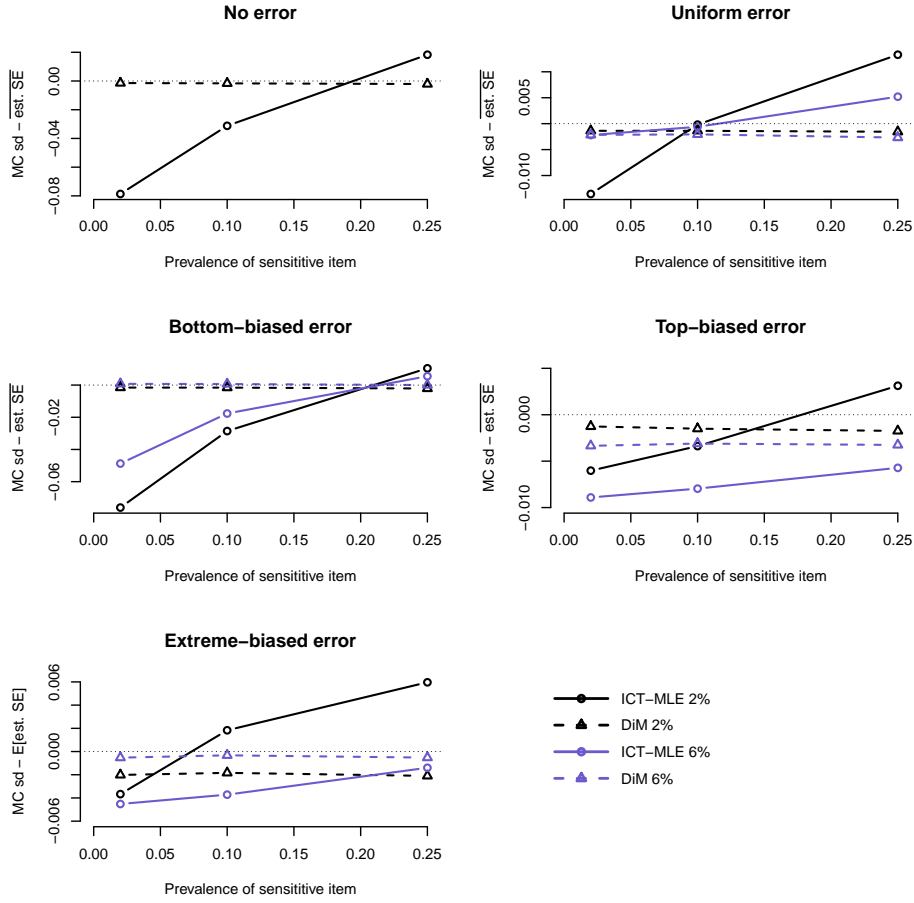 No error
MC sd − est. SE
0.00
−0.04
−0.08
0.00 0.05 0.10 0.15 0.20 0.25
Prevalence of sensitive item
Uniform error
MC sd − est. SE
0.005
−0.010
0.00 0.05 0.10 0.15 0.20 0.25
Prevalence of sensitive item
Bottom−biased error
MC sd − est. SE
−0.02
−0.06
0.00 0.05 0.10 0.15 0.20 0.25
Prevalence of sensitive item
Top−biased error
MC sd − est. SE
0.000
−0.010
0.00 0.05 0.10 0.15 0.20 0.25
Prevalence of sensitive item
Extreme−biased error
MC sd − E[est. SE]
0.006
0.000
−0.006
0.00 0.05 0.10 0.15 0.20 0.25
Prevalence of sensitive item
ICT−MLE 2%
DiM 2%
ICT−MLE 6%
DiM 6%